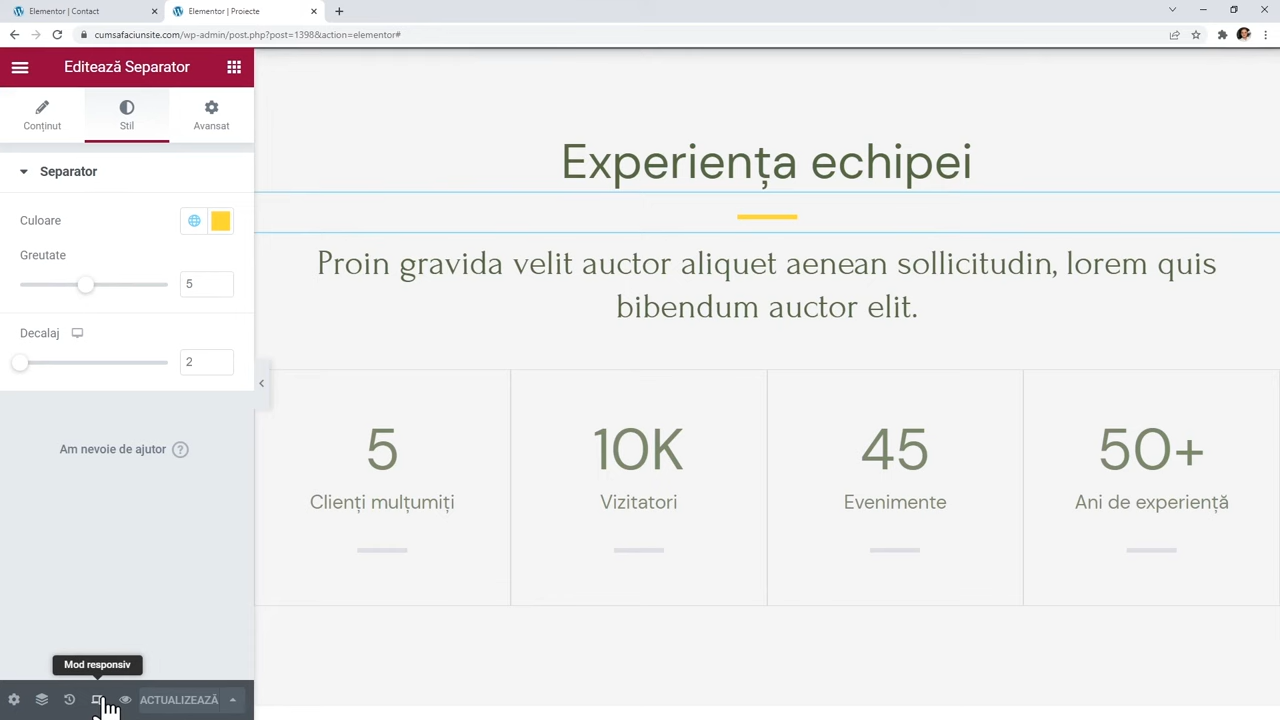 Elementor | Contact
Elementor | Proiecte
cumsafaciunsite.com/wp-admin/post.php?post=1398&action=elementor#
Editează Separator
Conținut
Stil
Avansat
Separator
Culoare
Greutate
5
Decalaj
2
Am nevoie de ajutor
Mod responsiv
ACTUALIZEAZĂ
Experiența echipei
Proin gravida velit auctor aliquet aenean sollicitudin, lorem quis
bibendum auctor elit.
5
Clienți mulțumiți
10K
Vizitatori
45
Evenimente
50+
Ani de experiență